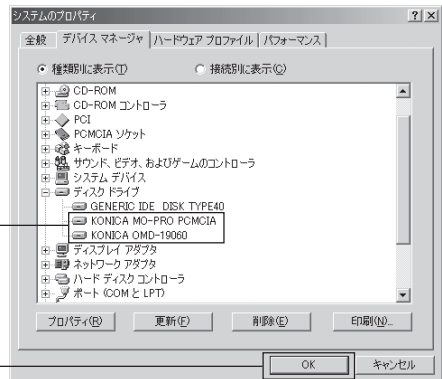 システムのプロパティ
全般 デバイス マネージャ ハードウェア プロファイル パフォーマンス
種類別に表示(T) 接続別に表示(C)
CD-ROM
CD-ROM コントローラ
PCI
PCMCIA ソケット
キーボード
サウンド、ビデオ、およびゲームのコントローラ
システム デバイス
ディスク ドライブ
GENERIC IDE DISK TYPE40
KONICA MO-PRO PCMCIA
KONICA OMD-19060
ディスプレイ アダプタ
ネットワーク アダプタ
ハード ディスク コントローラ
ポート (COM と LPT)
プロパティ(R) 更新(F) 削除(E) 印刷(N)...
OK キャンセル